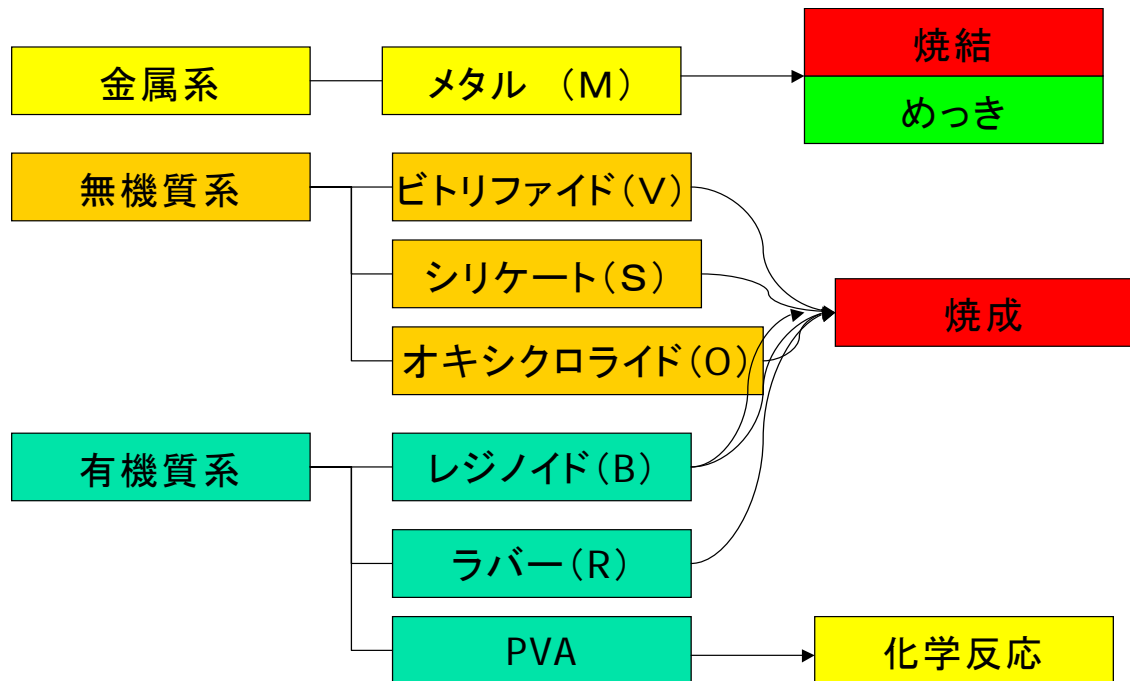 金属系
メタル （M）
焼結
めっき
無機質系
ビトリファイド（V）
シリケート（S）
オキシクロライド（O）
焼成
有機質系
レジノイド（B）
ラバー（R）
PVA
化学反応